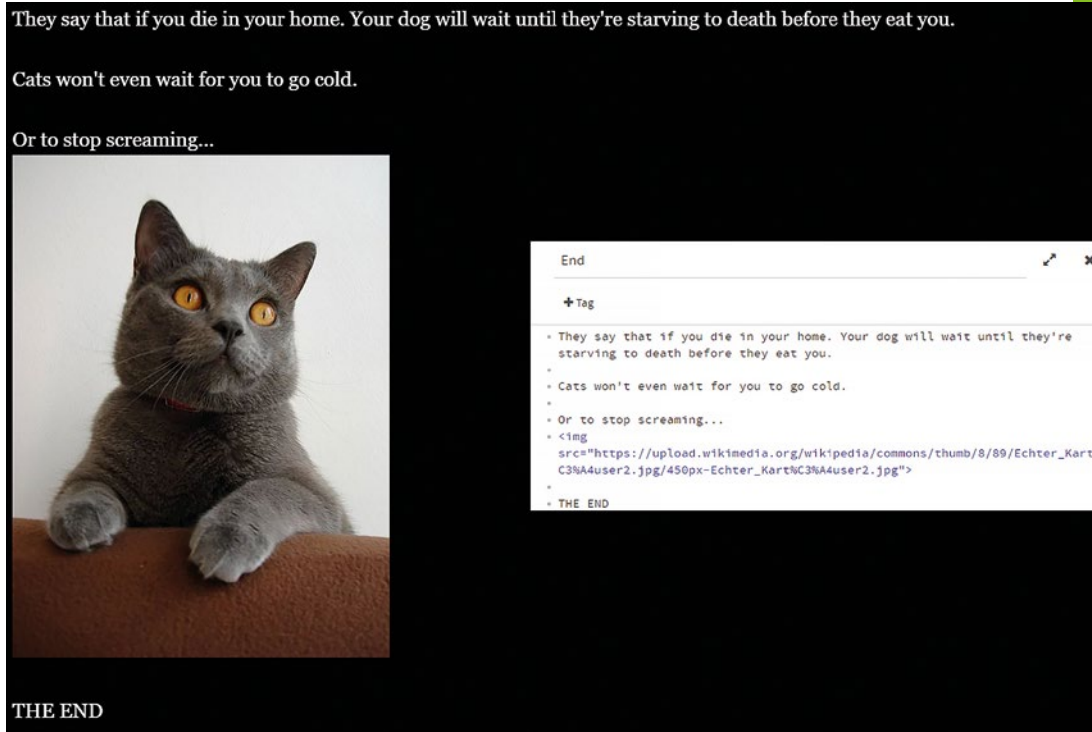 They say that if you die in your home. Your dog will wait until they're starving to death before they eat you.
Cats won't even wait for you to go cold.
Or to stop screaming...
End
+ Tag
They say that if you die in your home. Your dog will wait until they're
starving to death before they eat you.
Cats won't even wait for you to go cold.
Or to stop screaming...
<img
src="https://upload.wikimedia.org/wikipedia/commons/thumb/8/89/Echter_Kart
C3%A4user2.jpg/450px-Echter_Kart%C3%A4user2.jpg">
THE END
THE END